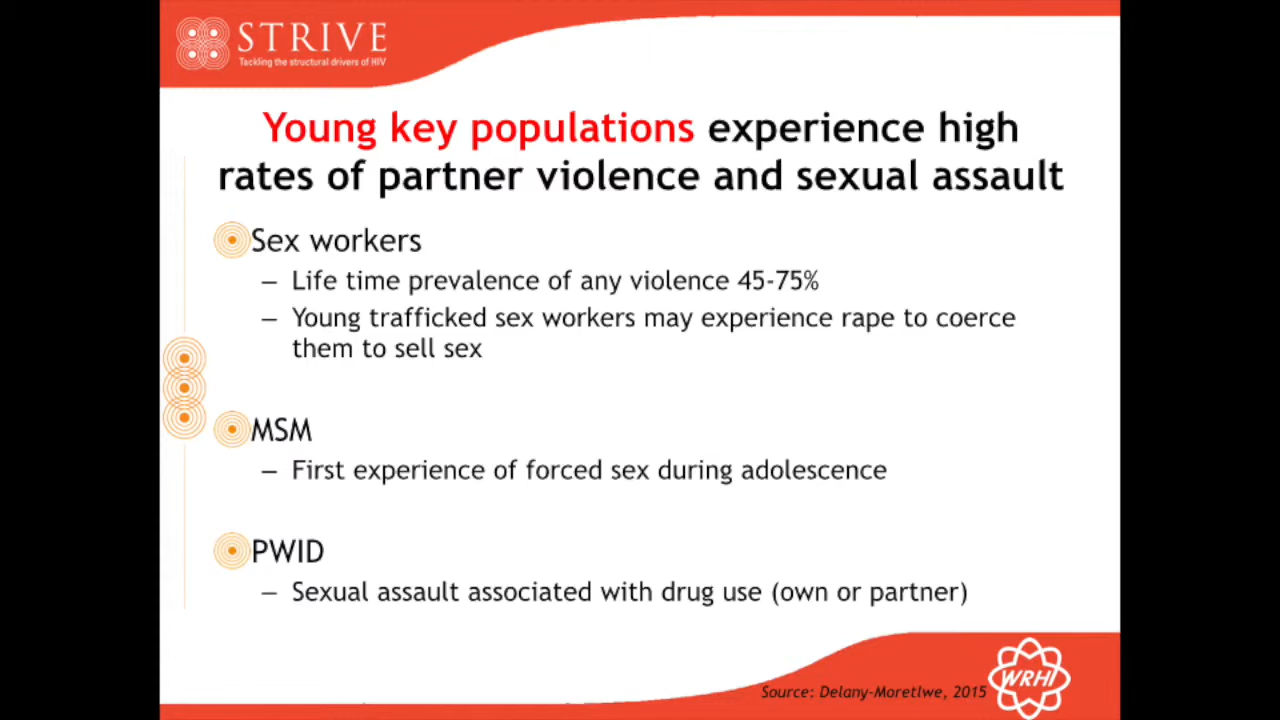 STRIVE
Tackling the structural drivers of HIV
Young key populations experience high
rates of partner violence and sexual assault
Sex workers
– Life time prevalence of any violence 45-75%
– Young trafficked sex workers may experience rape to coerce
them to sell sex
MSM
– First experience of forced sex during adolescence
PWID
– Sexual assault associated with drug use (own or partner)
Source: Delany-Moretlwe, 2015
WRHI